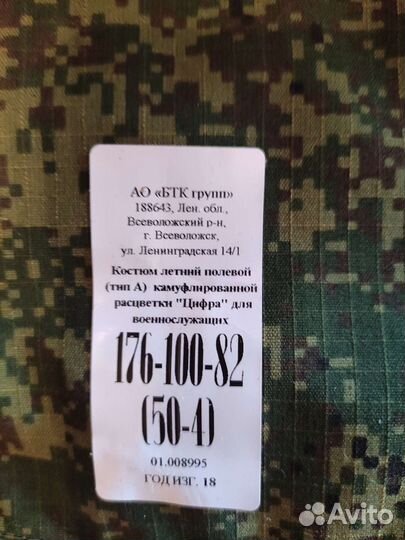 АО «БТК групп»
188643, Лен. обл.,
Всеволожский р-н,
г. Всеволожск,
ул. Ленинградская 14/1
Костюм летний полевой
(тип А) камуфлированной
расцветки "Цифра" для
военнослужащих
176-100-82
(50-4)
01.008995
ГОД ИЗГ. 18
Avito